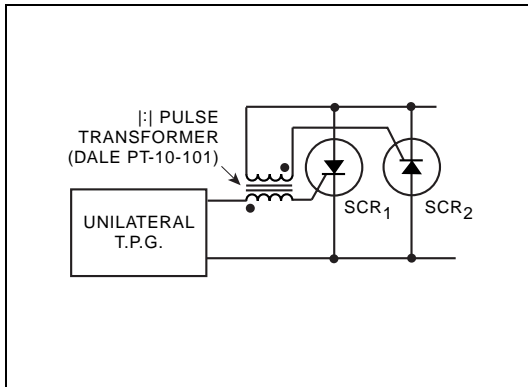 |:| PULSE
TRANSFORMER
(DALE PT-10-101)
UNILATERAL
T.P.G.
SCR1
SCR2